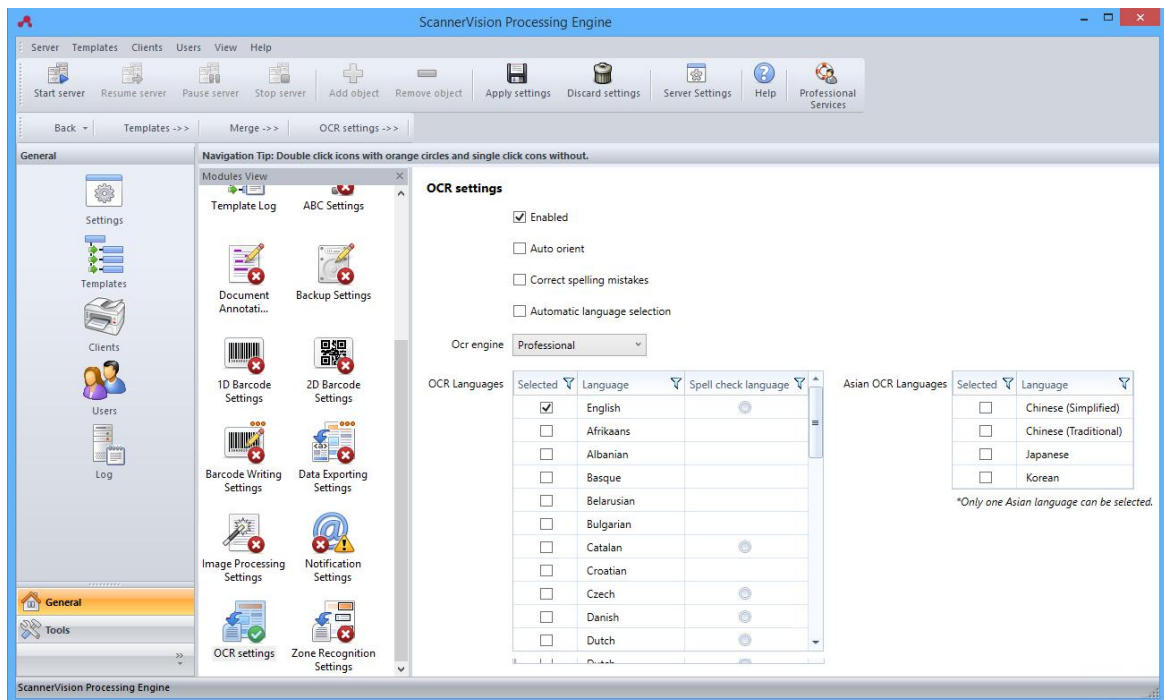 ScannerVision Processing Engine
Server Templates Clients Users View Help
Start server Resume server Pause server Stop server Add object Remove object Apply settings Discard settings Server Settings Help Professional
Services
Back Templates ->> Merge ->> OCR settings ->>
General
Navigation Tip: Double click icons with orange circles and single click cons without.
Settings
Templates
Clients
Users
Log
General
Tools
Modules View
Template Log ABC Settings
Document Backup Settings
Annotati...
1D Barcode 2D Barcode
Settings Settings
Barcode Writing Data Exporting
Settings Settings
Image Processing Notification
Settings Settings
OCR settings Zone Recognition
Settings
OCR settings
Enabled
Auto orient
Correct spelling mistakes
Automatic language selection
Ocr engine Professional
OCR Languages Selected Language Spell check language
English
Afrikaans
Albanian
Basque
Belarusian
Bulgarian
Catalan
Croatian
Czech
Danish
Dutch
Asian OCR Languages Selected Language
Chinese (Simplified)
Chinese (Traditional)
Japanese
Korean
*Only one Asian language can be selected.
ScannerVision Processing Engine